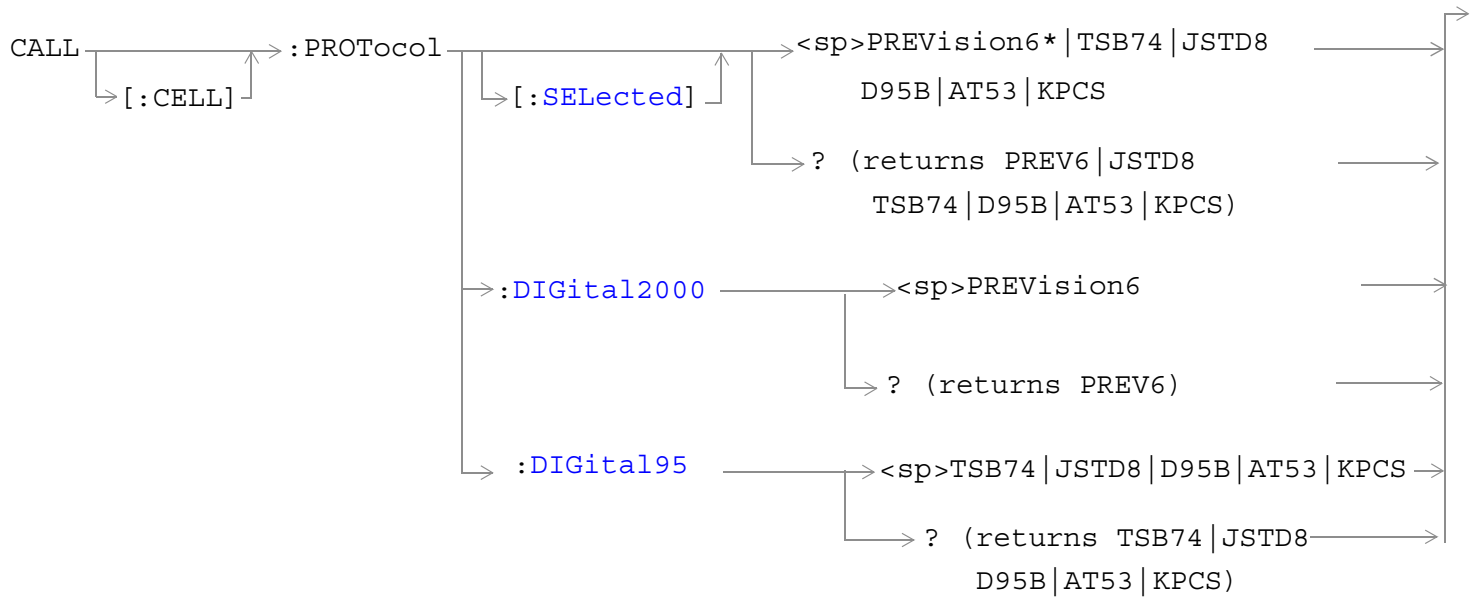 CALL :PROTocol <sp>PREVision6*|TSB74|JSTD8
[:CELL] [:SELected] D95B|AT53|KPCS
? (returns PREV6|JSTD8
TSB74|D95B|AT53|KPCS)
:DIGital2000 <sp>PREVision6
? (returns PREV6)
:DIGital95 <sp>TSB74|JSTD8|D95B|AT53|KPCS
? (returns TSB74|JSTD8
D95B|AT53|KPCS)